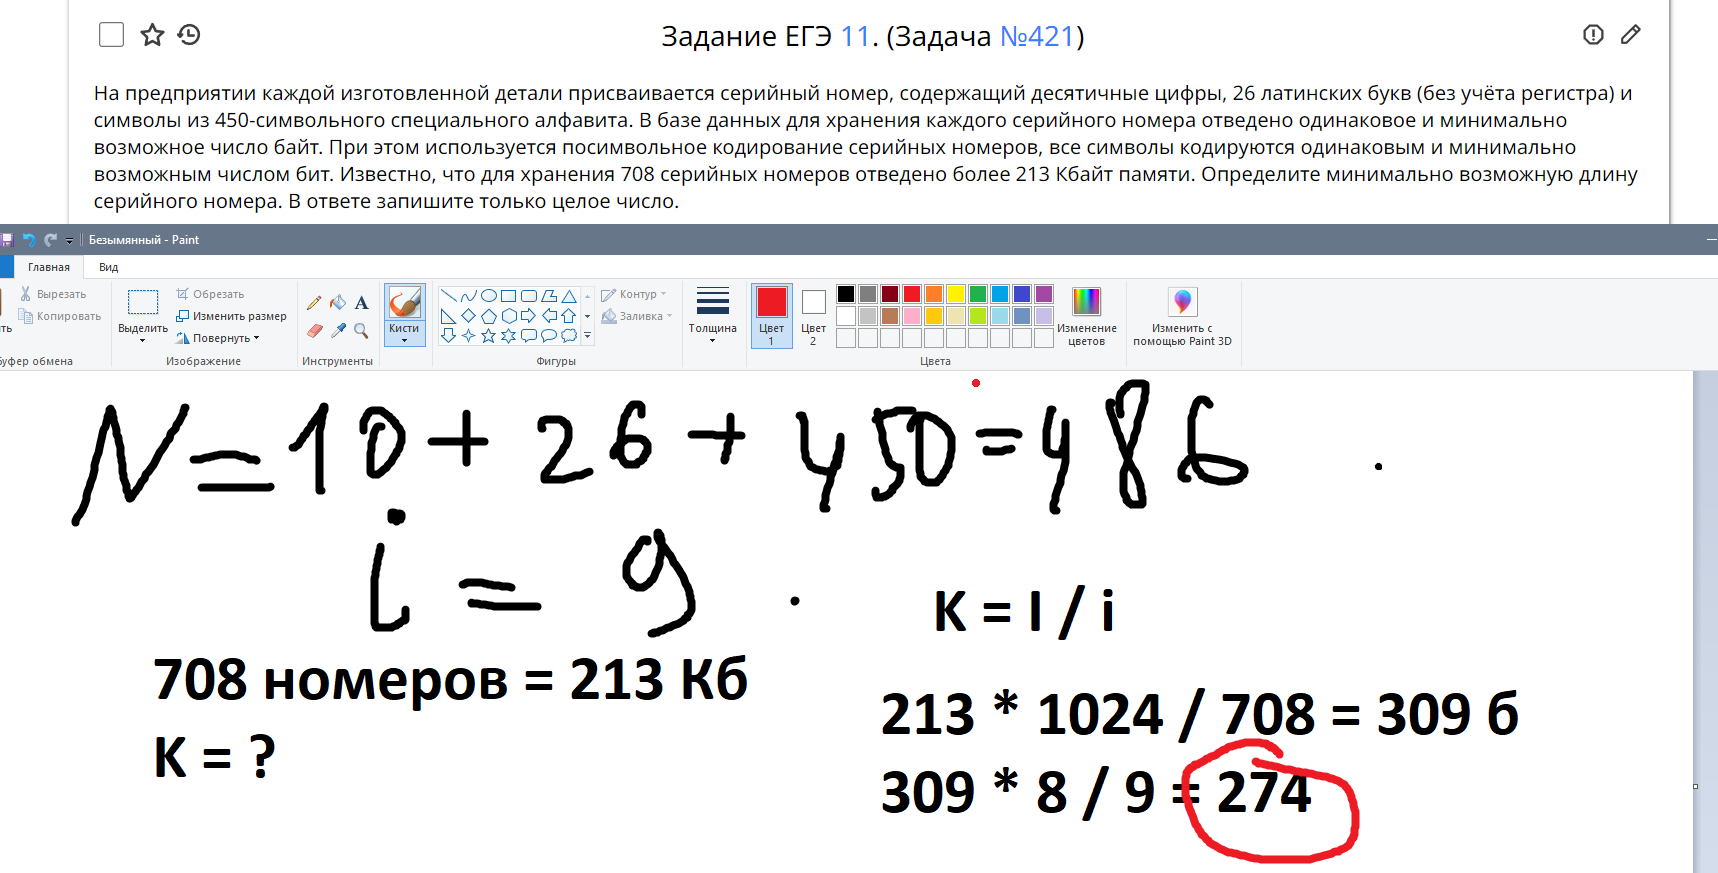 Задание ЕГЭ 11. (Задача №421)
На предприятии каждой изготовленной детали присваивается серийный номер, содержащий десятичные цифры, 26 латинских букв (без учёта регистра) и
символы из 450-символьного специального алфавита. В базе данных для хранения каждого серийного номера отведено одинаковое и минимально
возможное число байт. При этом используется посимвольное кодирование серийных номеров, все символы кодируются одинаковым и минимально
возможным числом бит. Известно, что для хранения 708 серийных номеров отведено более 213 Кбайт памяти. Определите минимально возможную длину
серийного номера. В ответе запишите только целое число.
Безымянный - Paint
Главная Вид
Вырезать
Копировать
Выделить
Обрезать
Изменить размер
Повернуть
Кисти
Контур
Заливка
Толщина
Цвет 1
Цвет 2
Изменение цветов
Изменить с помощью Paint 3D
уфер обмена Изображение Инструменты Фигуры Цвета
N=10+26+450=486
i = 9
K = I / i
708 номеров = 213 Кб
K = ?
213 * 1024 / 708 = 309 б
309 * 8 / 9 = 274